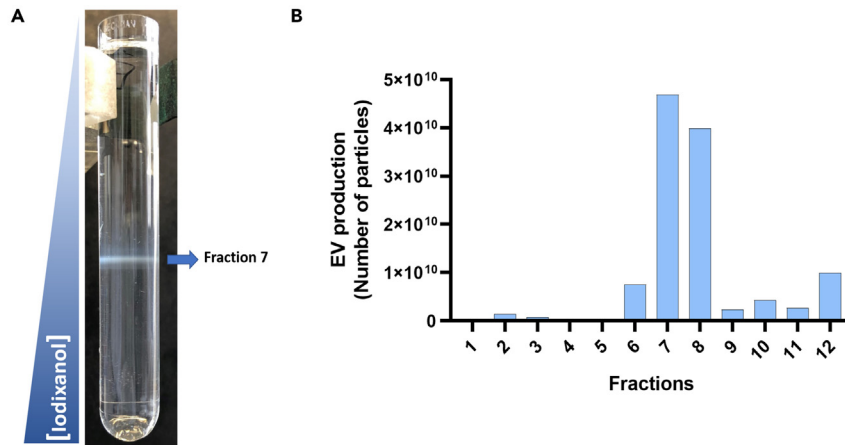 A
[Iodixanol]
Fraction 7
B
EV production
(Number of particles)
5×10¹⁰
4×10¹⁰
3×10¹⁰
2×10¹⁰
1×10¹⁰
0
1 2 3 4 5 6 7 8 9 10 11 12
Fractions